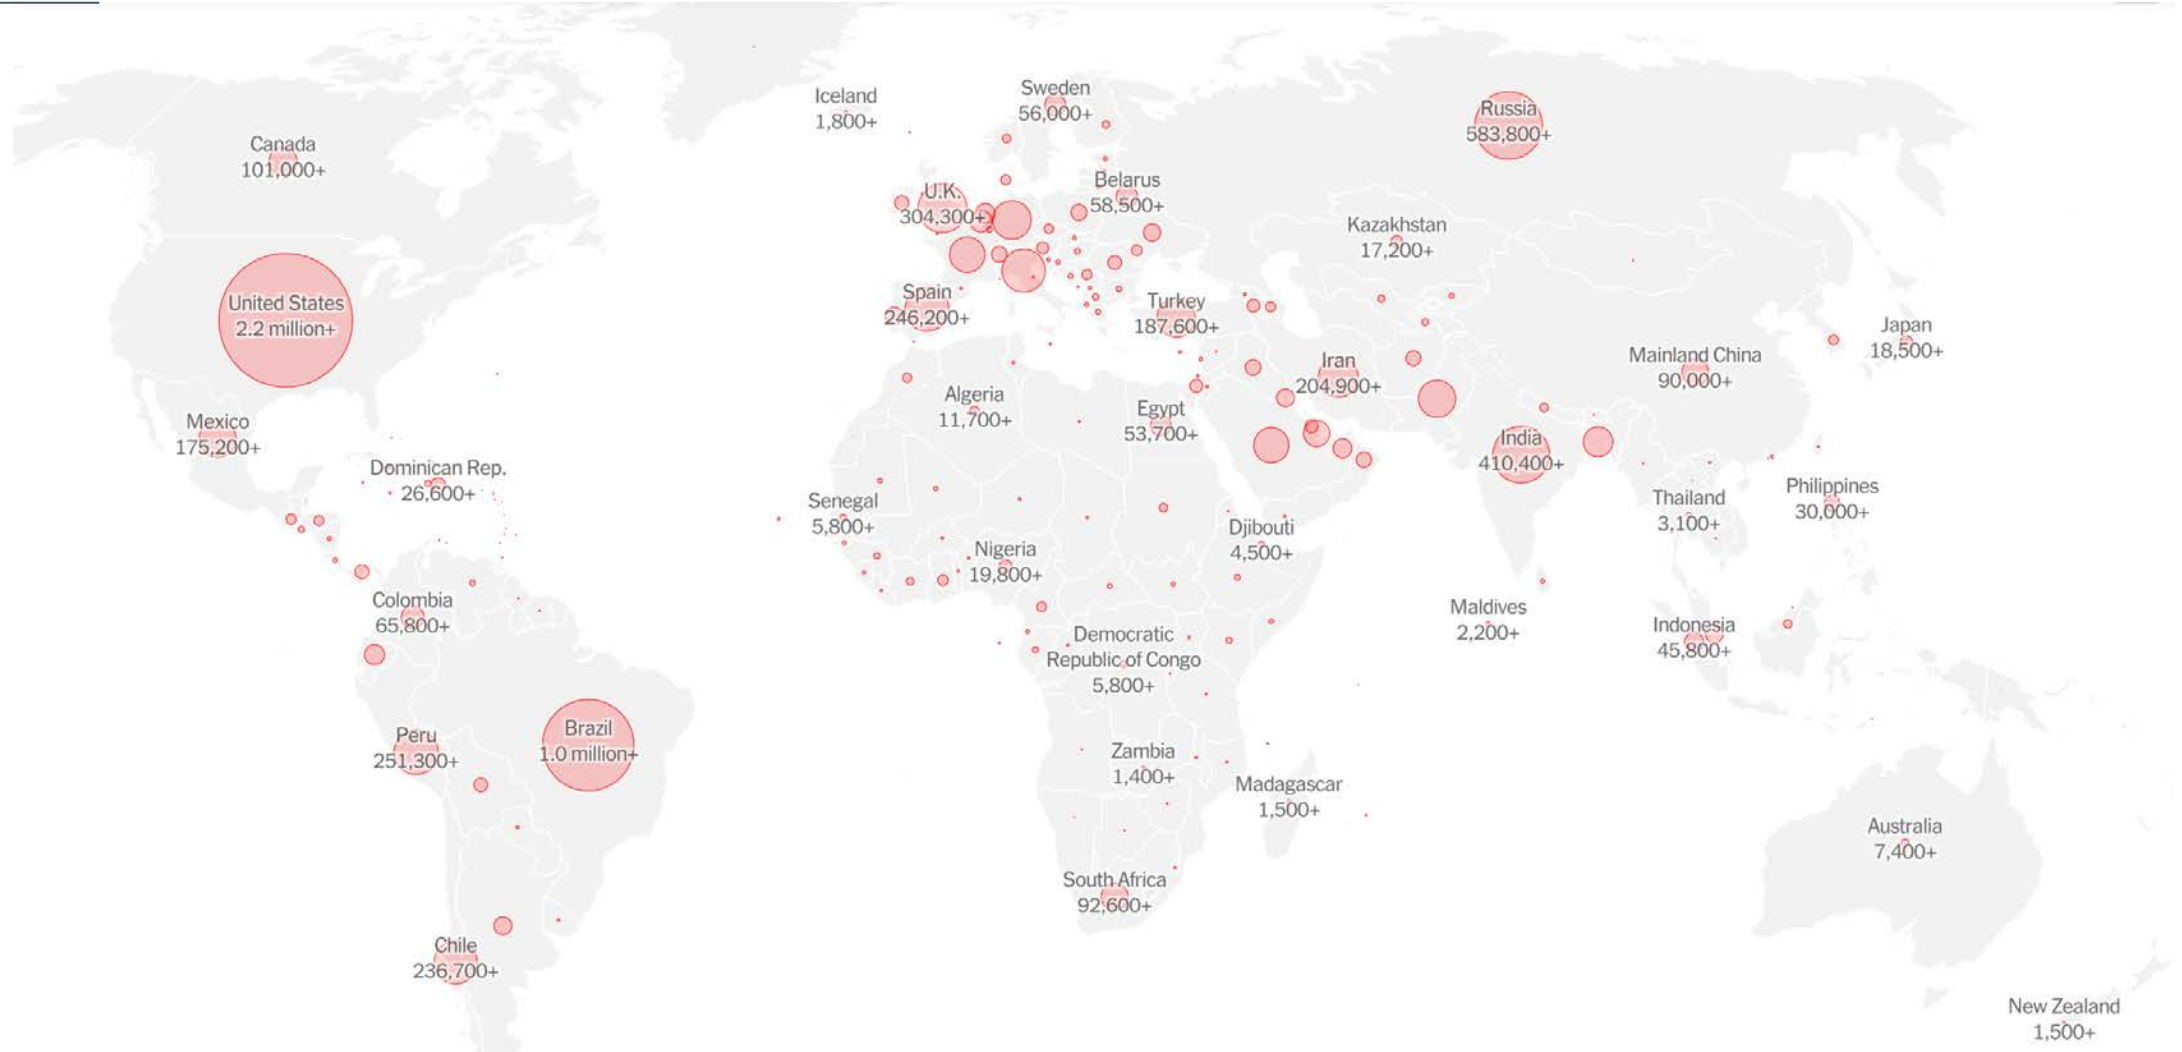 Iceland
1,800+
Sweden
56,000+
Russia
583,800+
Canada
101,000+
U.K.
304,300+
Belarus
58,500+
Kazakhstan
17,200+
United States
2.2 million+
Spain
246,200+
Turkey
187,600+
Iran
204,900+
Mainland China
90,000+
Japan
18,500+
Mexico
175,200+
Algeria
11,700+
Egypt
53,700+
India
410,400+
Dominican Rep.
26,600+
Senegal
5,800+
Nigeria
19,800+
Djibouti
4,500+
Thailand
3,100+
Philippines
30,000+
Colombia
65,800+
Democratic
Republic of Congo
5,800+
Maldives
2,200+
Indonesia
45,800+
Peru
251,300+
Brazil
1.0 million+
Zambia
1,400+
Madagascar
1,500+
Australia
7,400+
South Africa
92,600+
Chile
236,700+
New Zealand
1,500+